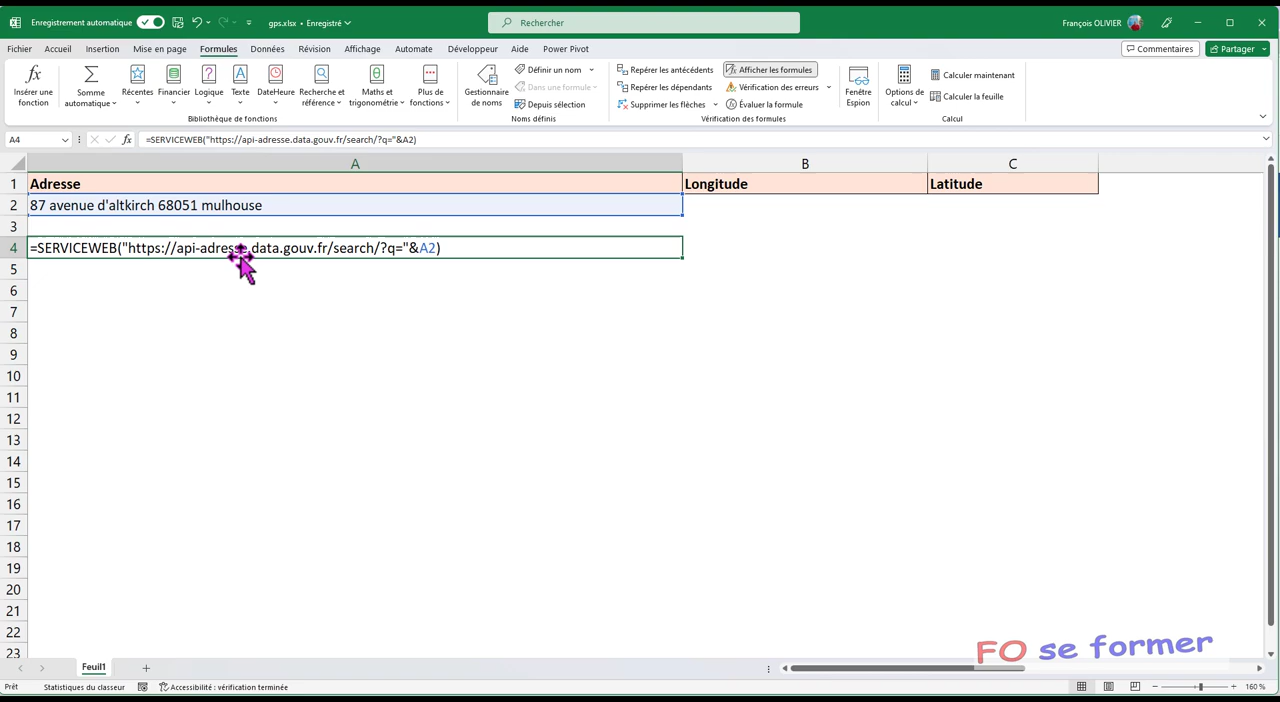 Enregistrement automatique
gps.xlsx • Enregistré
Rechercher
François OLIVIER
Fichier Accueil Insertion Mise en page Formules Données Révision Affichage Automate Développeur Aide Power Pivot
Commentaires Partager
Insérer une fonction
Somme automatique
Récentes
Financier
Logique
Texte
DateHeure
Recherche et référence
Maths et trigonométrie
Plus de fonctions
Bibliothèque de fonctions
Gestionnaire de noms
Définir un nom
Dans une formule
Depuis sélection
Noms définis
Repérer les antécédents
Repérer les dépendants
Supprimer les flèches
Afficher les formules
Vérification des erreurs
Évaluer la formule
Vérification des formules
Fenêtre Espion
Options de calcul
Calculer maintenant
Calculer la feuille
Calcul
A4
fx
=SERVICEWEB("https://api-adresse.data.gouv.fr/search/?q="&A2)
A B C
1 Adresse Longitude Latitude
2 87 avenue d'altkirch 68051 mulhouse
3
4 =SERVICEWEB("https://api-adresse.data.gouv.fr/search/?q="&A2)
5
6
7
8
9
10
11
12
13
14
15
16
17
18
19
20
21
22
23
FO se former
Feuil1
Prêt
Statistiques du classeur
Accessibilité : vérification terminée
160 %